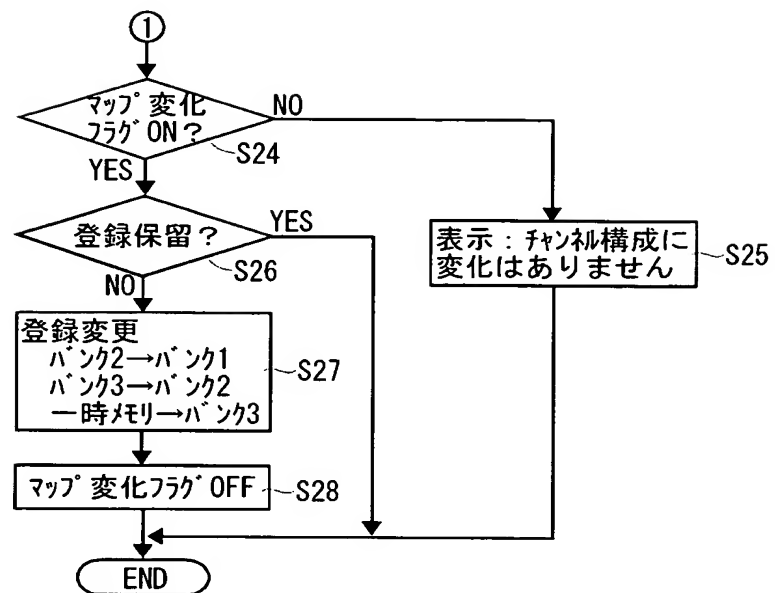 ①
マップ変化
フラグON？
NO
S24
YES
登録保留？
YES
S26
NO
表示：チャンネル構成に
変化はありません
S25
登録変更
バンク2→バンク1
バンク3→バンク2
一時メモリ→バンク3
S27
マップ変化フラグOFF
S28
END